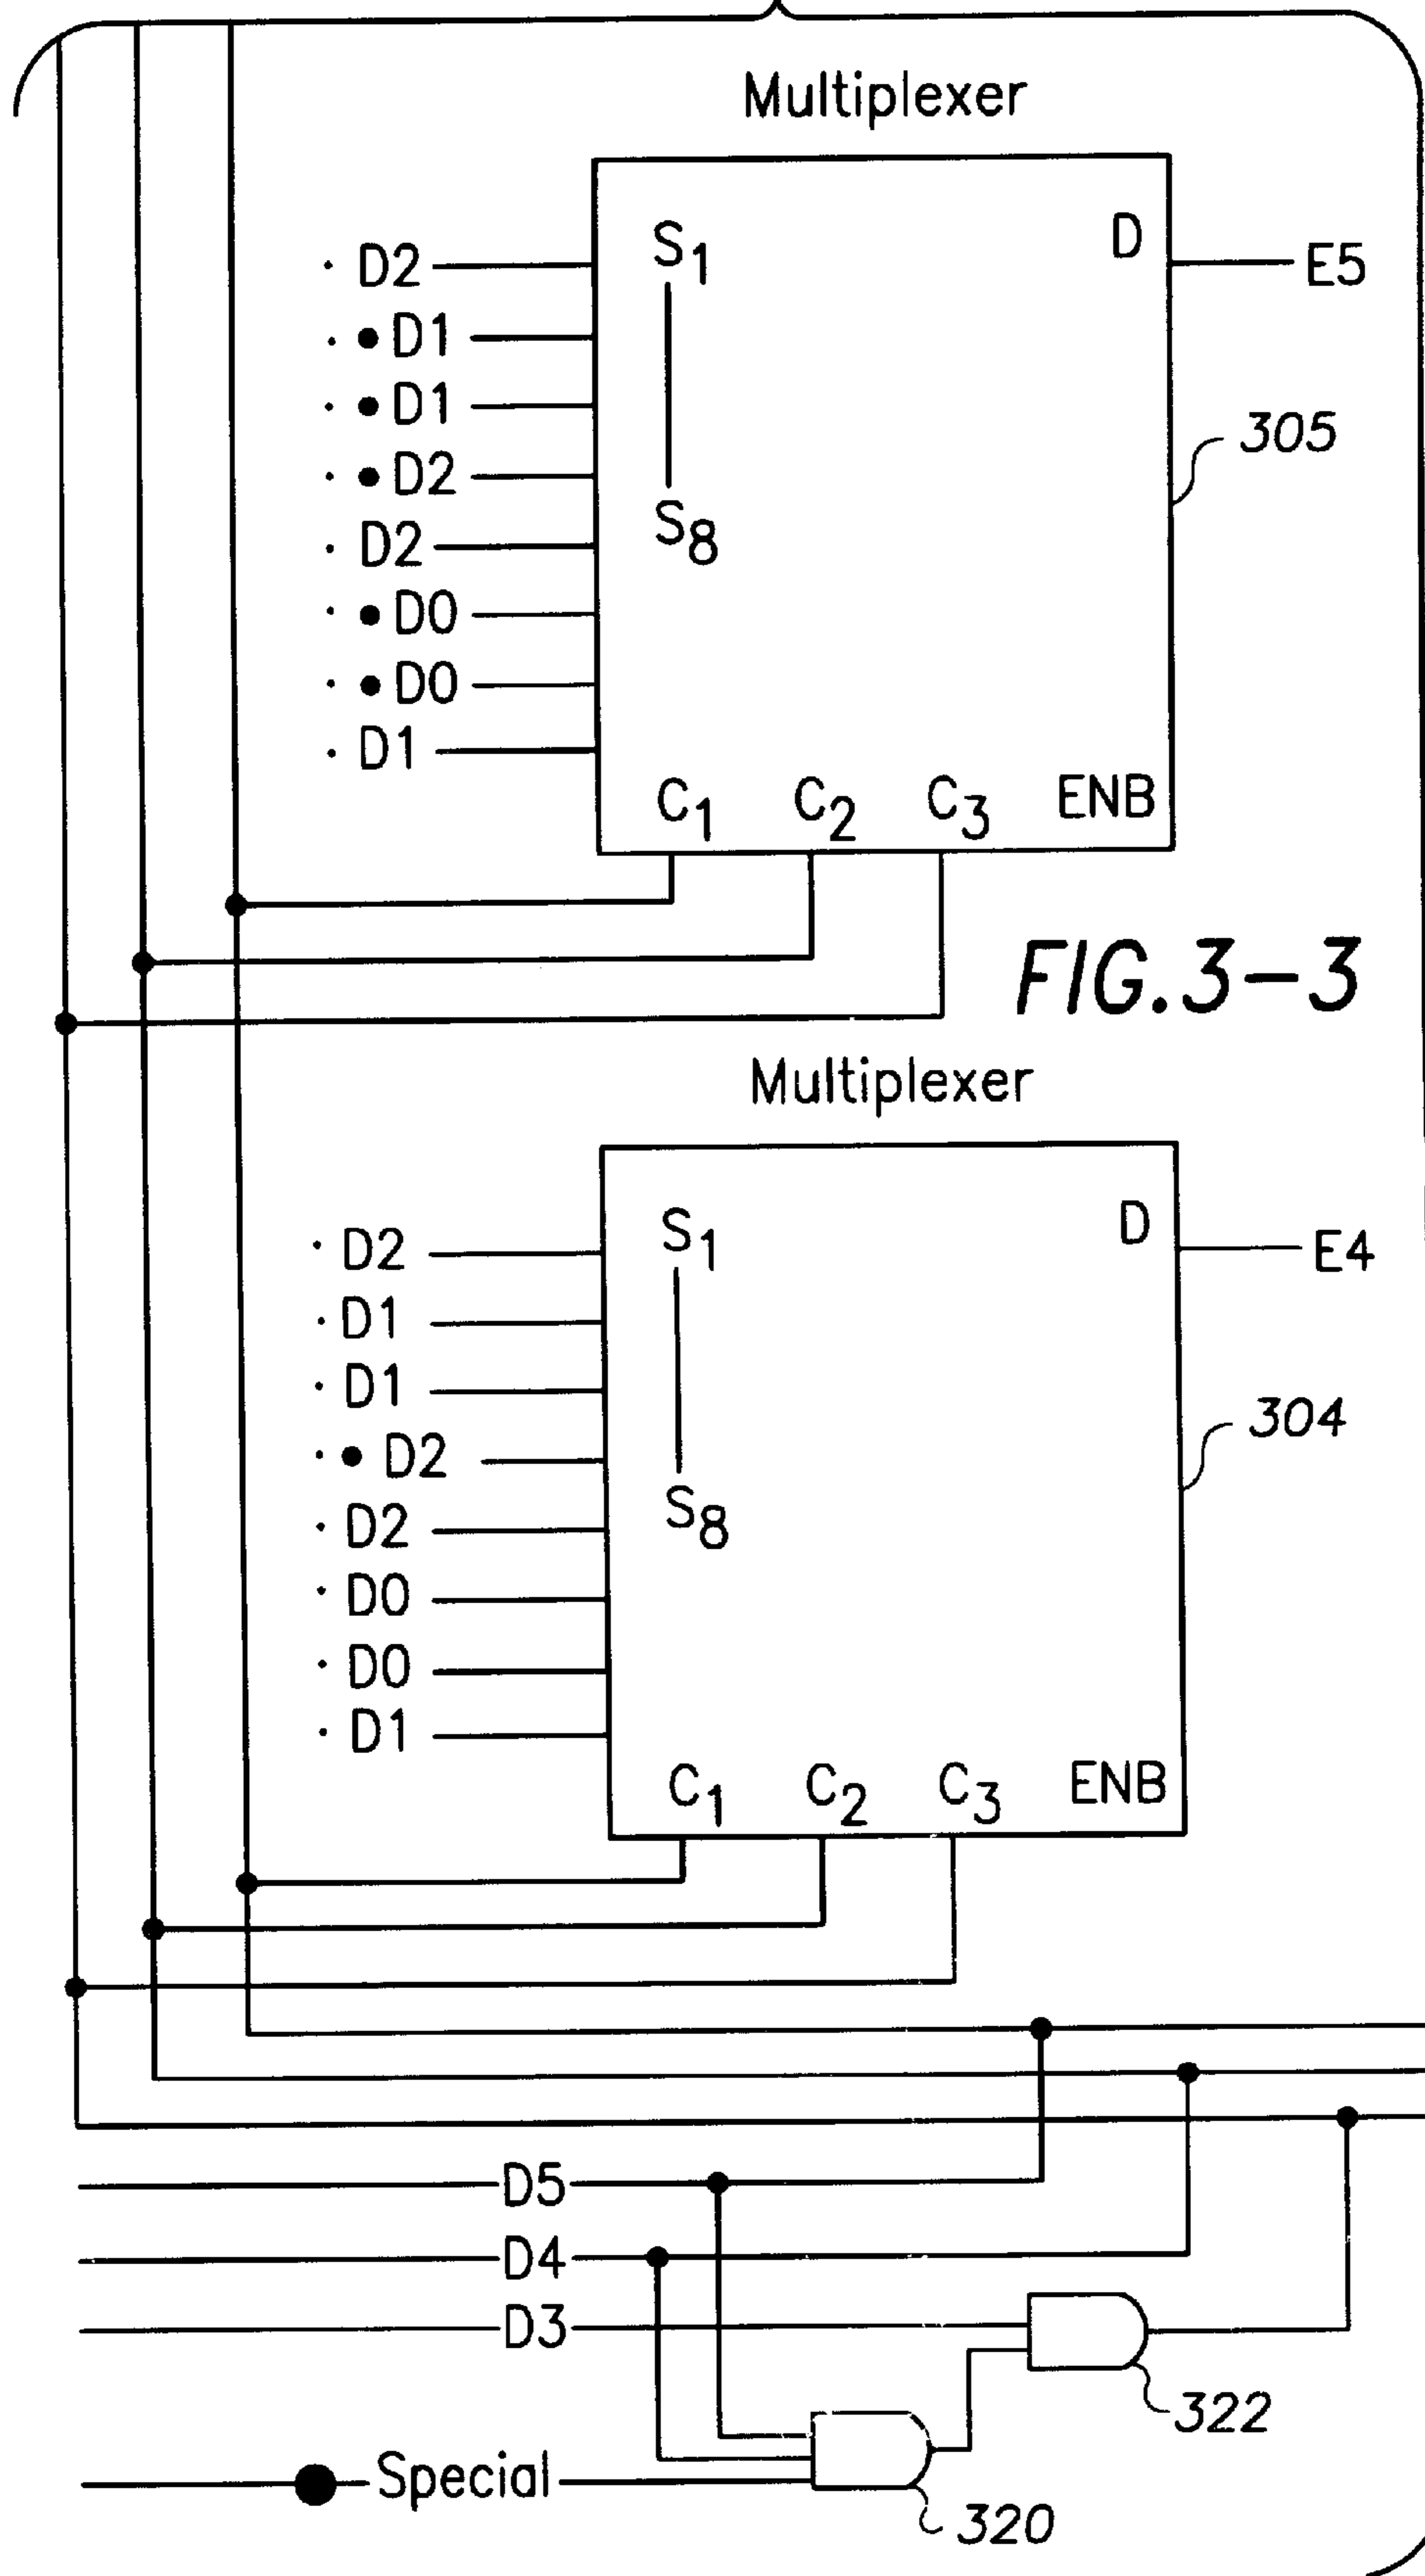 Multiplexer
S1
D
· D2
E5
· • D1
· • D1
305
· • D2
S8
· D2
· • D0
· • D0
· D1
C1 C2 C3 ENB
FIG.3-3
Multiplexer
S1
D
· D2
E4
· D1
· D1
304
· • D2
S8
· D2
· D0
· D0
· D1
C1 C2 C3 ENB
D5
D4
D3
322
Special
320